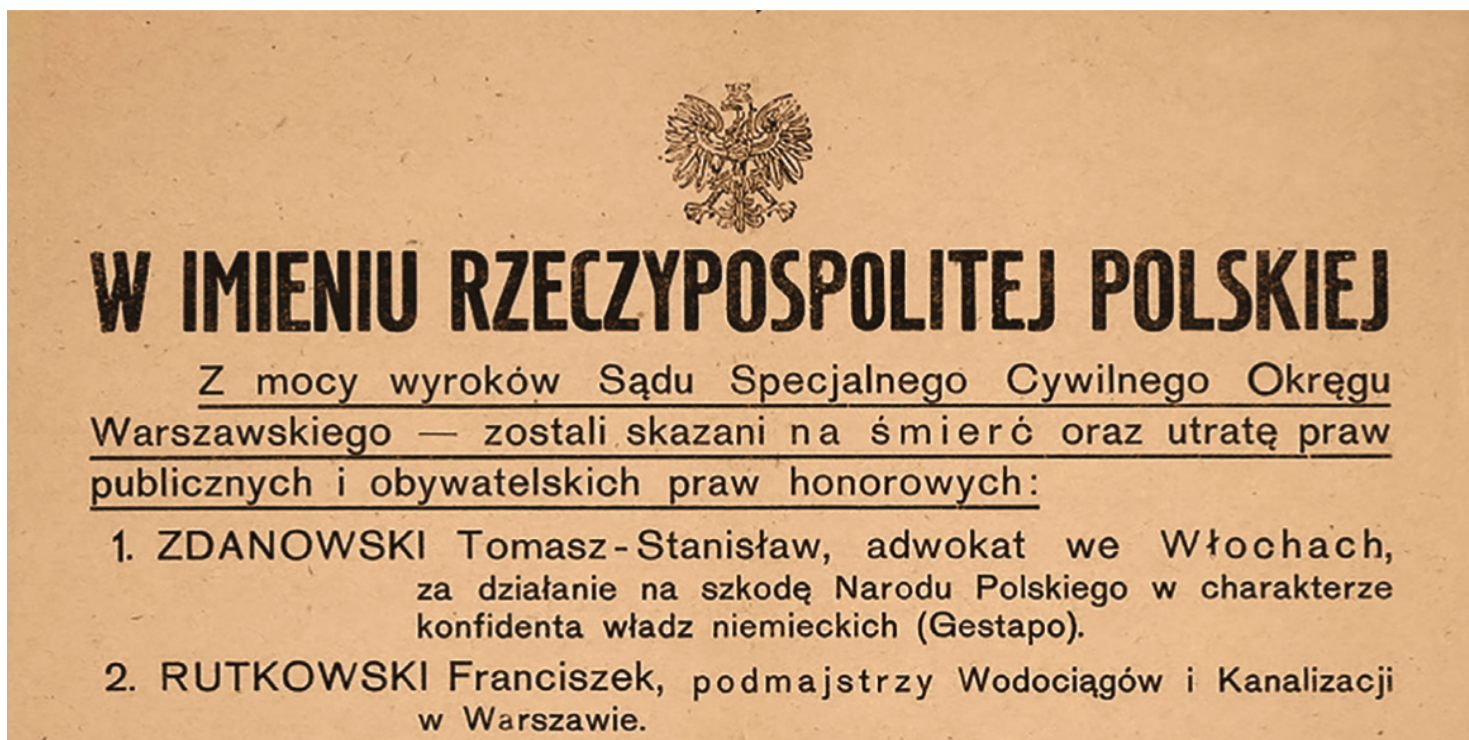 W IMIENIU RZECZYPOSPOLITEJ POLSKIEJ
Z mocy wyroków Sądu Specjalnego Cywilnego Okręgu
Warszawskiego — zostali skazani na śmierć oraz utratę praw
publicznych i obywatelskich praw honorowych:
1. ZDANOWSKI Tomasz-Stanisław, adwokat we Włochach,
za działanie na szkodę Narodu Polskiego w charakterze
konfidenta władz niemieckich (Gestapo).
2. RUTKOWSKI Franciszek, podmajstrzy Wodociągów i Kanalizacji
w Warszawie.